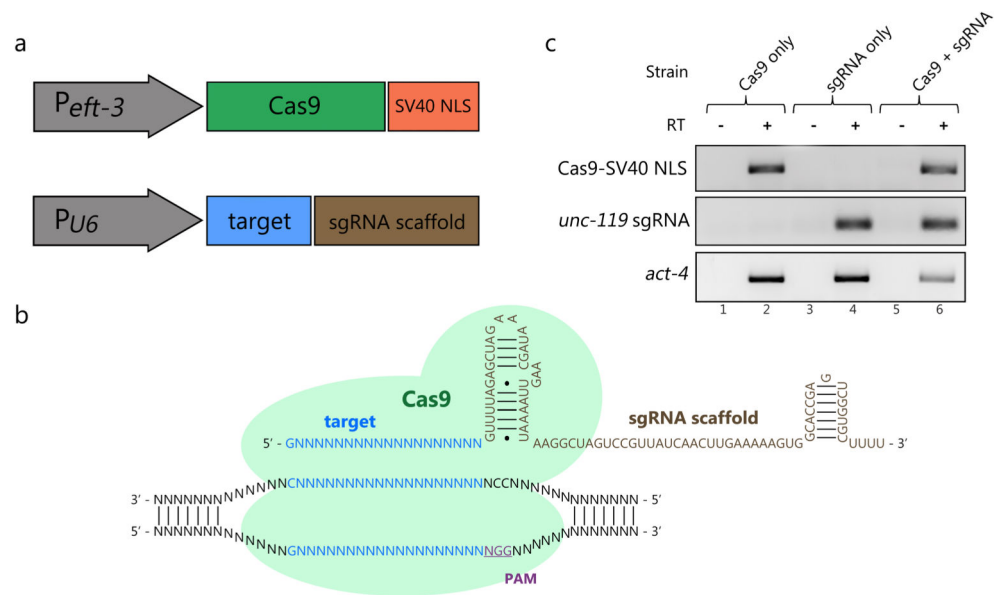 a
Peft-3
Cas9
SV40 NLS
PU6
target
sgRNA scaffold
c
Strain
Cas9 only
sgRNA only
Cas9 + sgRNA
RT
- + - + - +
Cas9-SV40 NLS
unc-119 sgRNA
act-4
1 2 3 4 5 6
b
Cas9
target
sgRNA scaffold
5′ - GNNNNNNNNNNNNNNNNNNN
GUUUUAGAGCUAG
A A
CGAUA
GAA
UAAAAUU
AAGGCUAGUCCGUUAUCAACUUGAAAAAGUG
GCACCGA
G
CGUGGCU
UUUU - 3′
3′ - NNNNNNNNNNNNNCNNNNNNNNNNNNNNNNNNNNCCNNNNNNNNNNNNN - 5′
5′ - NNNNNNNNNNNNNGNNNNNNNNNNNNNNNNNNNNGGNNNNNNNNNNNNN - 3′
PAM